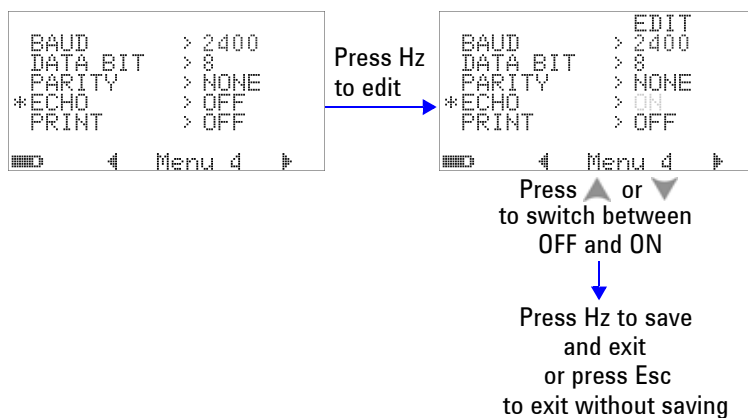 BAUD > 2400
DATA BIT > 8
PARITY > NONE
*ECHO > OFF
PRINT > OFF
Menu 4
Press Hz
to edit
EDIT
BAUD > 2400
DATA BIT > 8
PARITY > NONE
*ECHO > ON
PRINT > OFF
Menu 4
Press or
to switch between
OFF and ON
Press Hz to save
and exit
or press Esc
to exit without saving